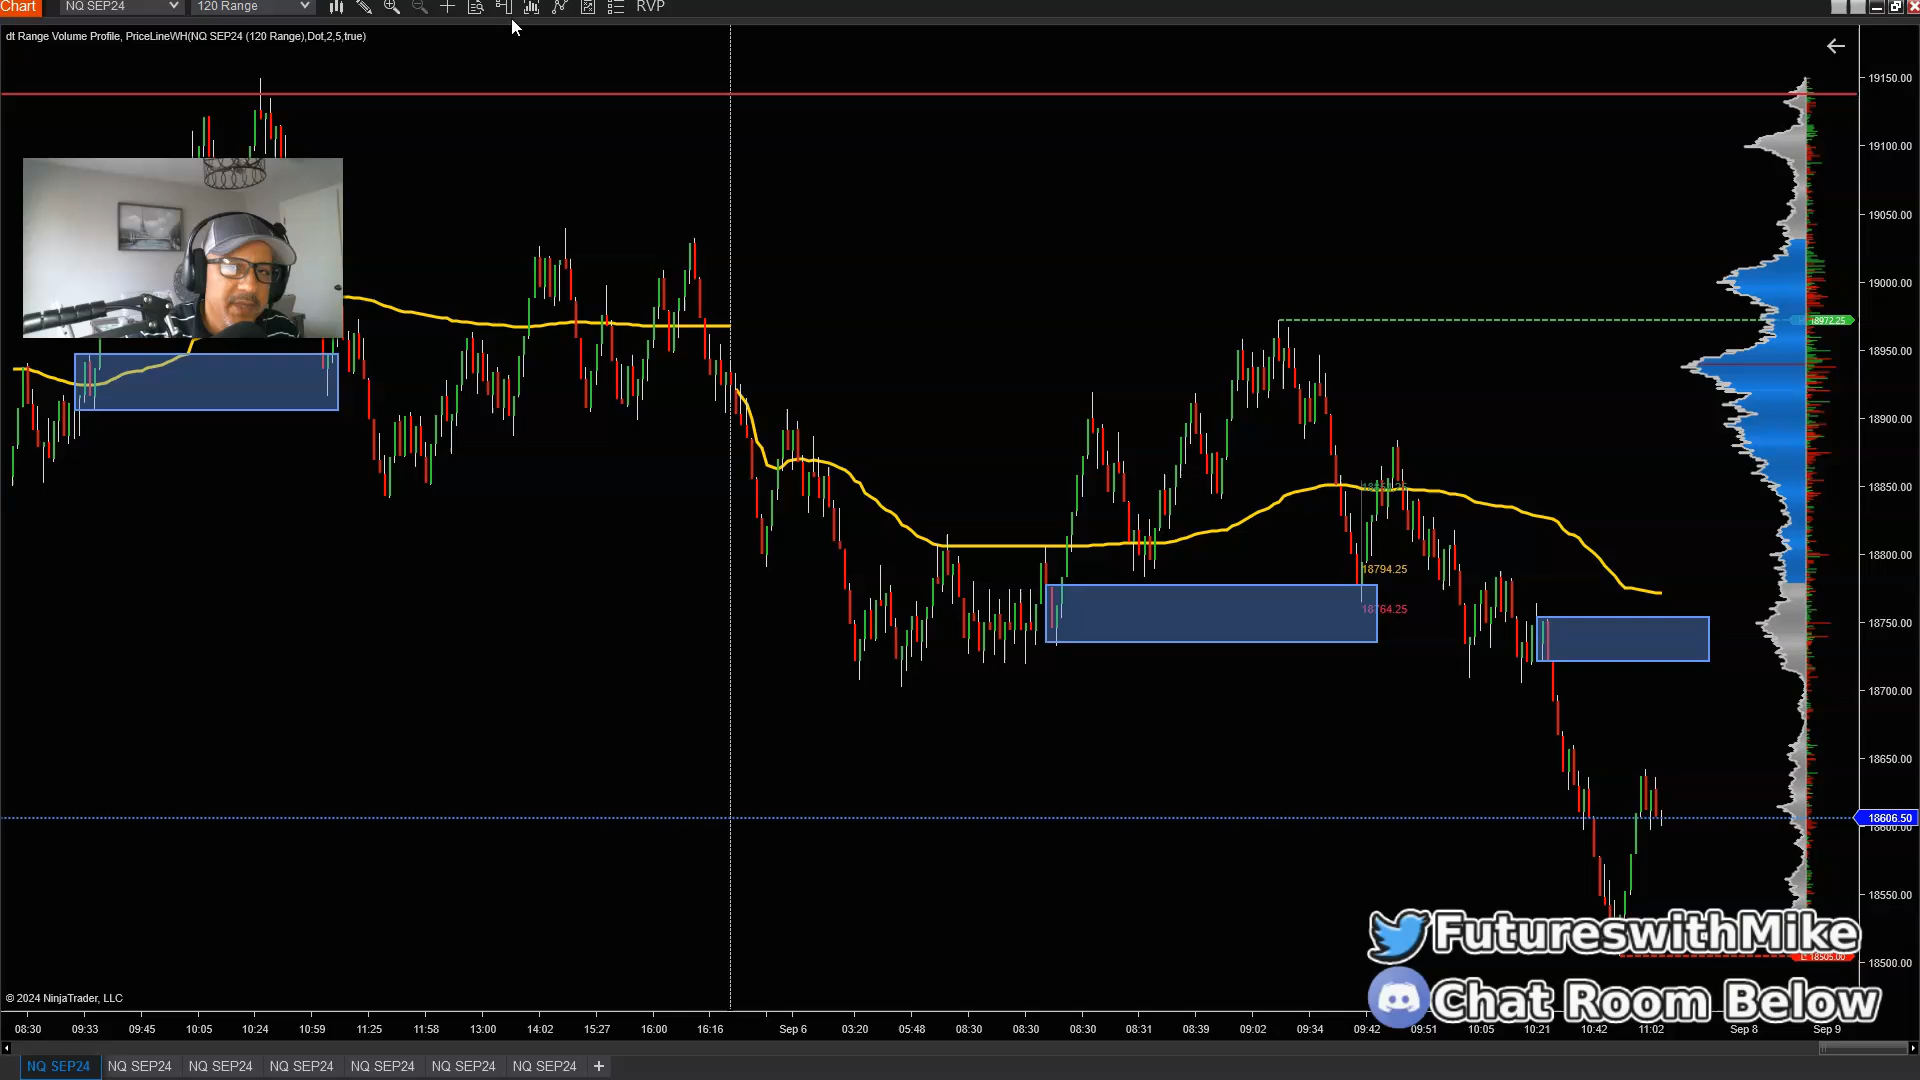 Chart NQ SEP24 120 Range RVP
dt Range Volume Profile, PriceLineWH(NQ SEP24 (120 Range),Dot,2,5,true)
19150.00
19100.00
19050.00
19000.00
18972.25
18950.00
18900.00
18850.00
18800.00
18794.25
18764.25
18750.00
18700.00
18650.00
18606.50
18600.00
18550.00
FutureswithMike
L 18505.00
18500.00
Chat Room Below
© 2024 NinjaTrader, LLC
08:30 09:33 09:45 10:05 10:24 10:59 11:25 11:58 13:00 14:02 15:27 16:00 16:16 Sep 6 03:20 05:48 08:30 08:30 08:30 08:31 08:39 09:02 09:34 09:42 09:51 10:05 10:21 10:42 11:02 Sep 8 Sep 9
NQ SEP24 NQ SEP24 NQ SEP24 NQ SEP24 NQ SEP24 NQ SEP24 NQ SEP24 +